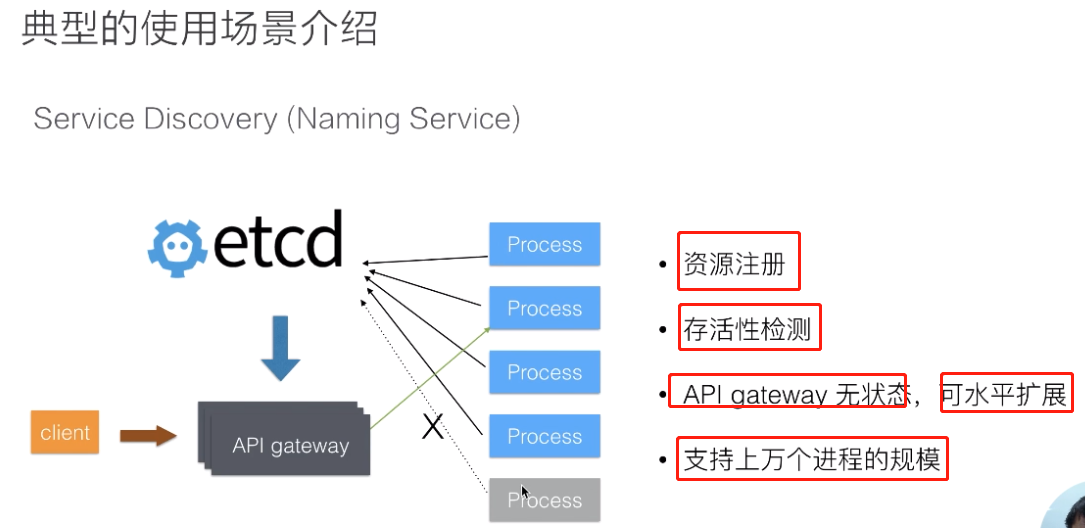 典型的使用场景介绍
Service Discovery (Naming Service)
etcd
Process
Process
Process
Process
Process
client
API gateway
X
• 资源注册
• 存活性检测
• API gateway 无状态，可水平扩展
• 支持上万个进程的规模